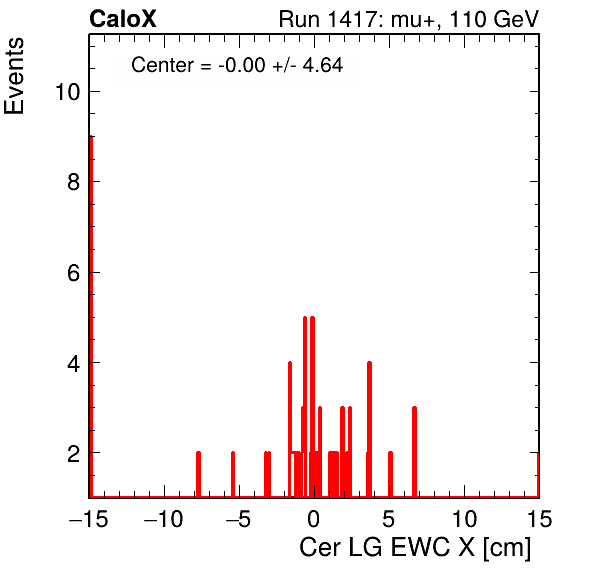 CaloX Run 1417: mu+, 110 GeV
Center = -0.00 +/- 4.64
Events
10
8
6
4
2
−15 −10 −5 0 5 10 15
Cer LG EWC X [cm]